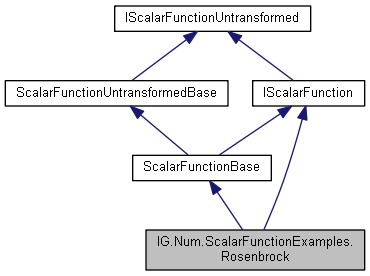 IScalarFunctionUntransformed
ScalarFunctionUntransformedBase
IScalarFunction
ScalarFunctionBase
IG.Num.ScalarFunctionExamples.
Rosenbrock